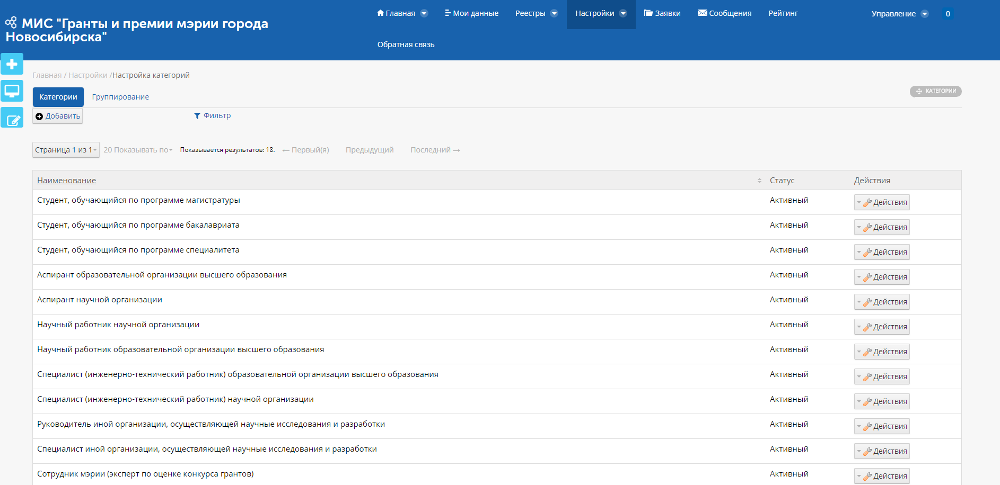 МИС "Гранты и премии мэрии города
Новосибирска"
Главная Мои данные Реестры Настройки Заявки Сообщения Рейтинг
Обратная связь
Управление 0
Главная / Настройки /Настройка категорий
Категории Группирование
КАТЕГОРИИ
Добавить Фильтр
Страница 1 из 1 20 Показывать по Показывается результатов: 18. ← Первый(я) Предыдущий Последний →
Наименование Статус Действия
Студент, обучающийся по программе магистратуры Активный Действия
Студент, обучающийся по программе бакалавриата Активный Действия
Студент, обучающийся по программе специалитета Активный Действия
Аспирант образовательной организации высшего образования Активный Действия
Аспирант научной организации Активный Действия
Научный работник научной организации Активный Действия
Научный работник образовательной организации высшего образования Активный Действия
Специалист (инженерно-технический работник) образовательной организации высшего образования Активный Действия
Специалист (инженерно-технический работник) научной организации Активный Действия
Руководитель иной организации, осуществляющей научные исследования и разработки Активный Действия
Специалист иной организации, осуществляющей научные исследования и разработки Активный Действия
Сотрудник мэрии (эксперт по оценке конкурса грантов) Активный Действия